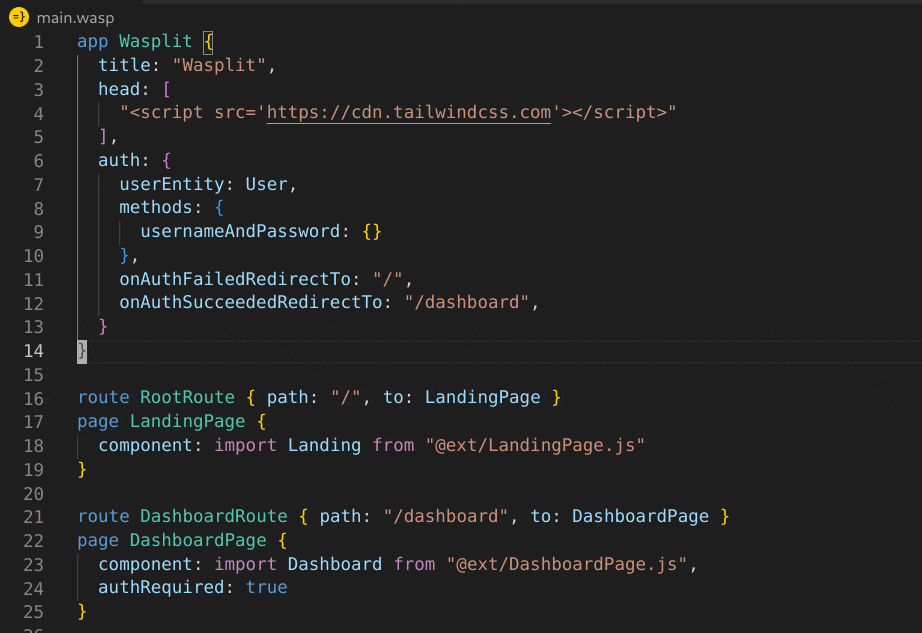 main.wasp
1 app Wasplit {
2   title: "Wasplit",
3   head: [
4     "<script src='https://cdn.tailwindcss.com'></script>"
5   ],
6   auth: {
7     userEntity: User,
8     methods: {
9       usernameAndPassword: {}
10     },
11     onAuthFailedRedirectTo: "/",
12     onAuthSucceededRedirectTo: "/dashboard",
13   }
14 }
15
16 route RootRoute { path: "/", to: LandingPage }
17 page LandingPage {
18   component: import Landing from "@ext/LandingPage.js"
19 }
20
21 route DashboardRoute { path: "/dashboard", to: DashboardPage }
22 page DashboardPage {
23   component: import Dashboard from "@ext/DashboardPage.js",
24   authRequired: true
25 }